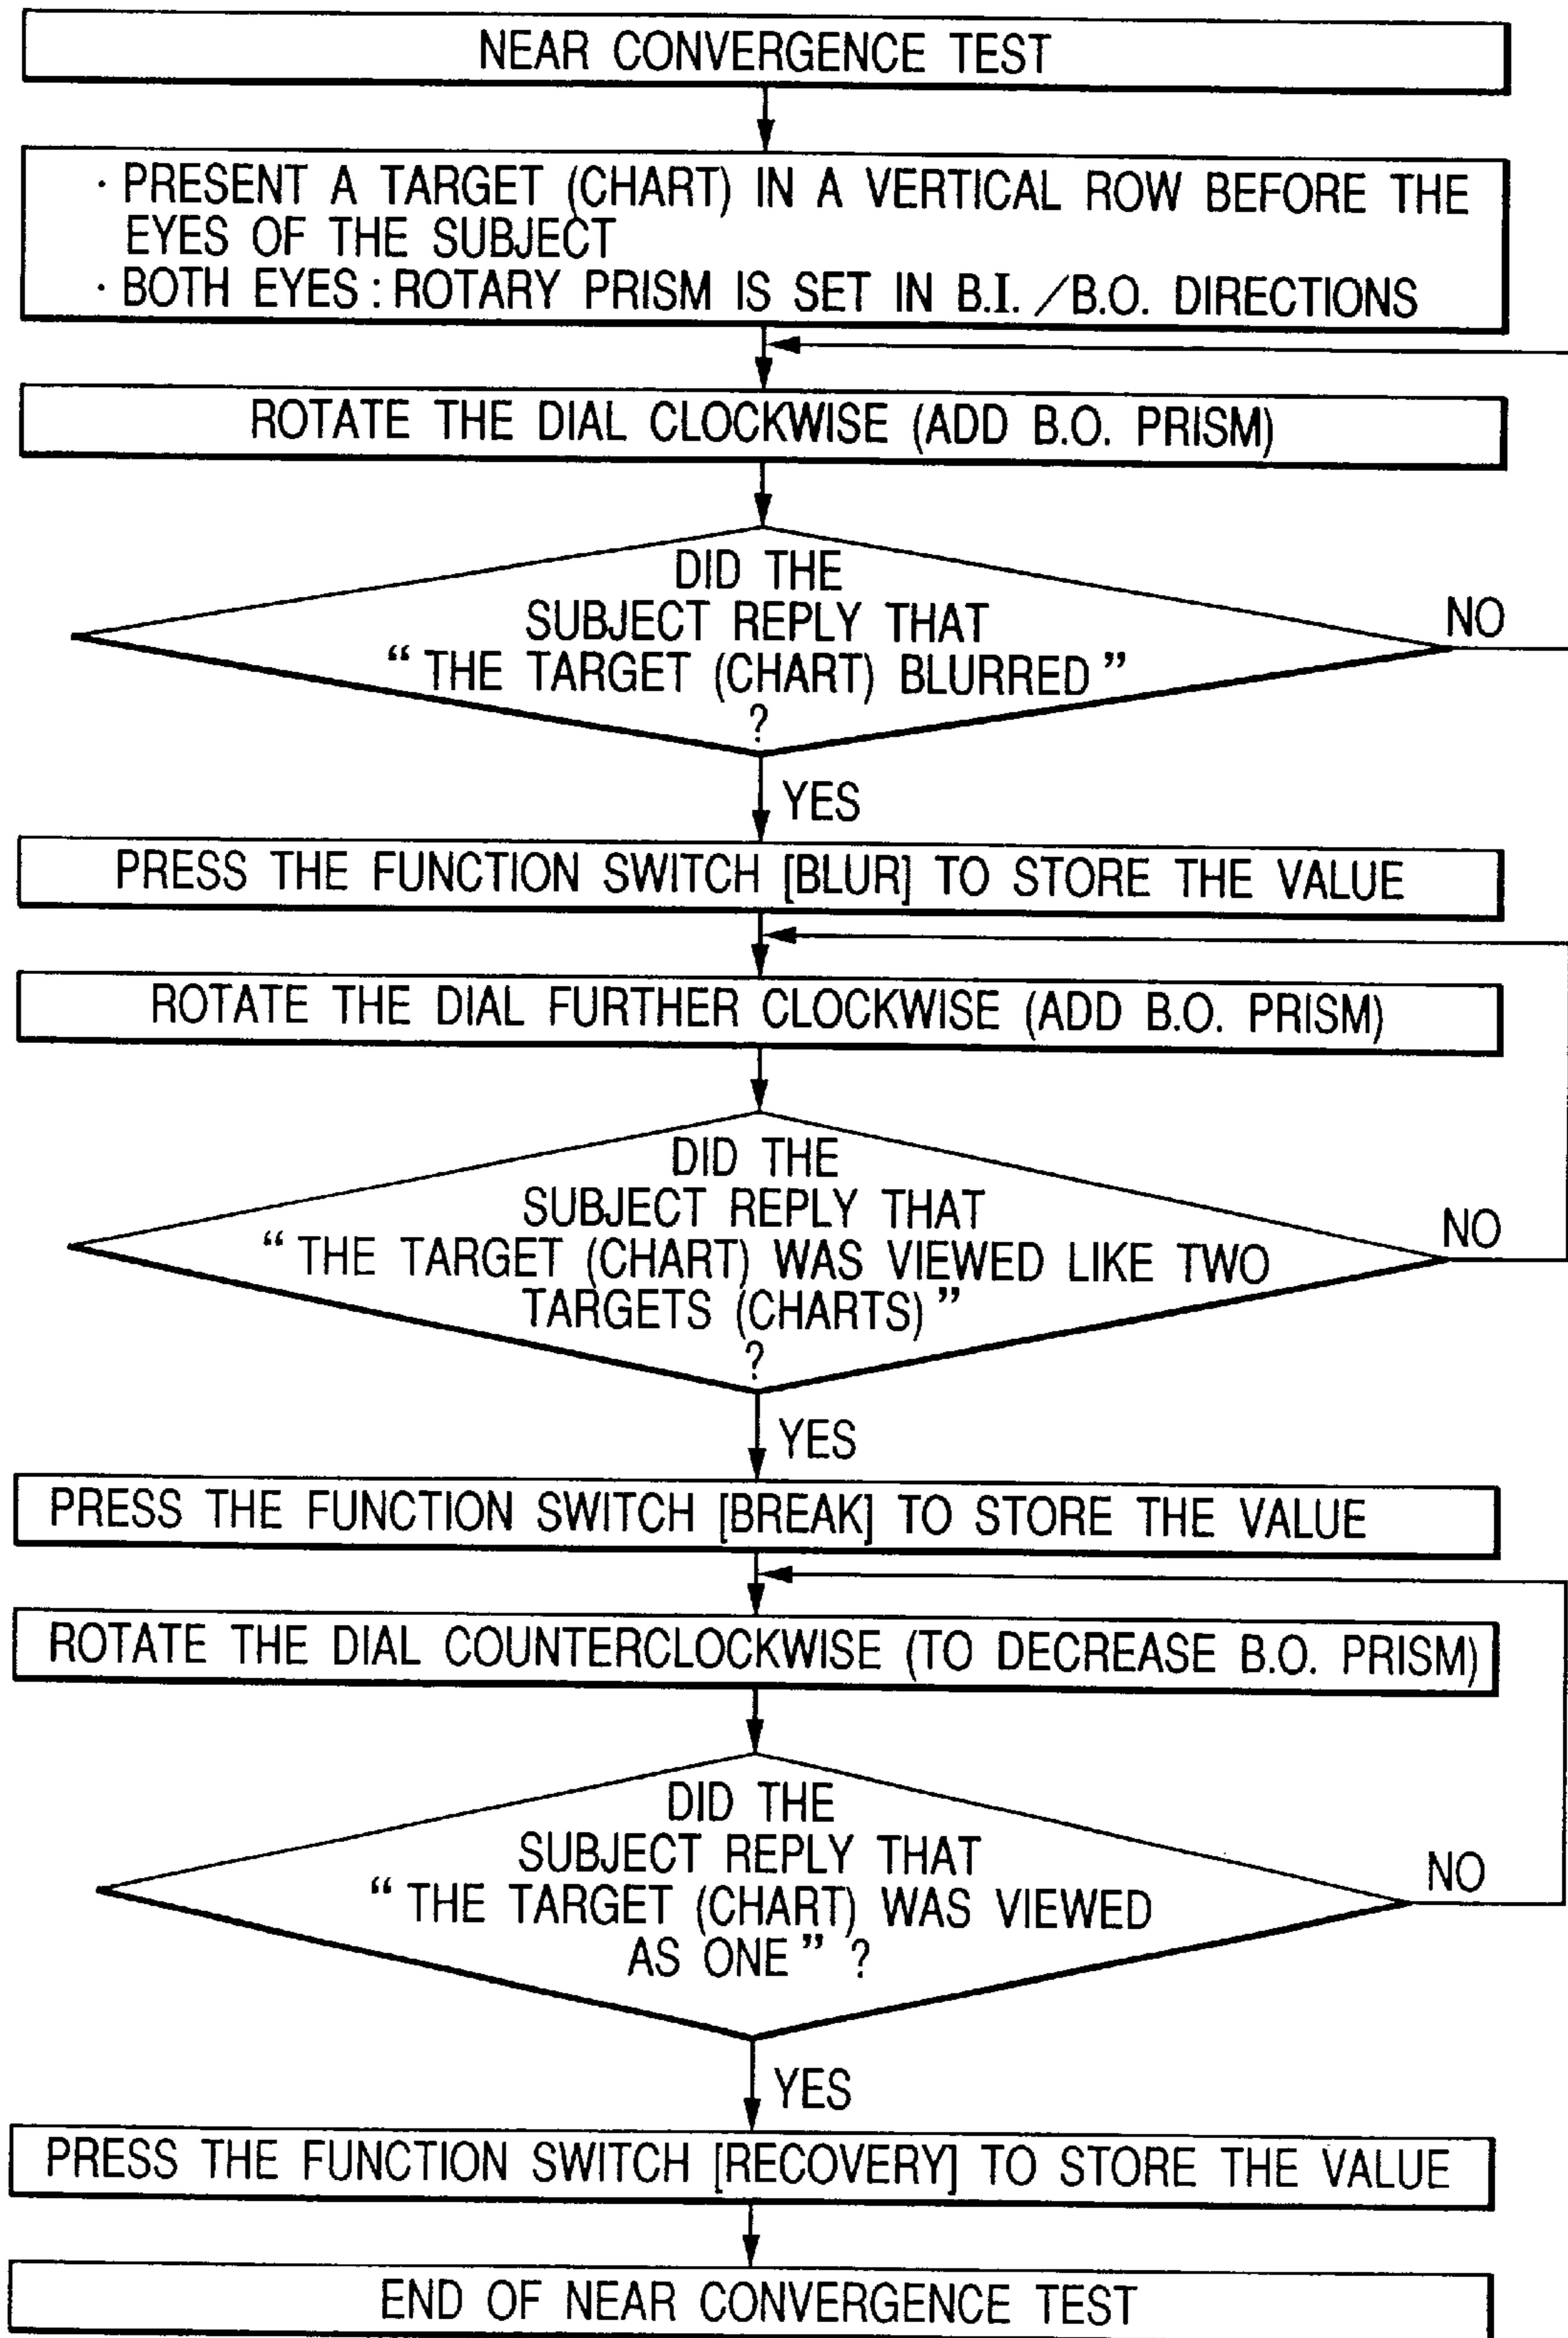 NEAR CONVERGENCE TEST
· PRESENT A TARGET (CHART) IN A VERTICAL ROW BEFORE THE
EYES OF THE SUBJECT
· BOTH EYES : ROTARY PRISM IS SET IN B.I. /B.O. DIRECTIONS
ROTATE THE DIAL CLOCKWISE (ADD B.O. PRISM)
DID THE
SUBJECT REPLY THAT
“ THE TARGET (CHART) BLURRED ”
?
NO
YES
PRESS THE FUNCTION SWITCH [BLUR] TO STORE THE VALUE
ROTATE THE DIAL FURTHER CLOCKWISE (ADD B.O. PRISM)
DID THE
SUBJECT REPLY THAT
“ THE TARGET (CHART) WAS VIEWED LIKE TWO
TARGETS (CHARTS) ”
?
NO
YES
PRESS THE FUNCTION SWITCH [BREAK] TO STORE THE VALUE
ROTATE THE DIAL COUNTERCLOCKWISE (TO DECREASE B.O. PRISM)
DID THE
SUBJECT REPLY THAT
“ THE TARGET (CHART) WAS VIEWED
AS ONE ” ?
NO
YES
PRESS THE FUNCTION SWITCH [RECOVERY] TO STORE THE VALUE
END OF NEAR CONVERGENCE TEST